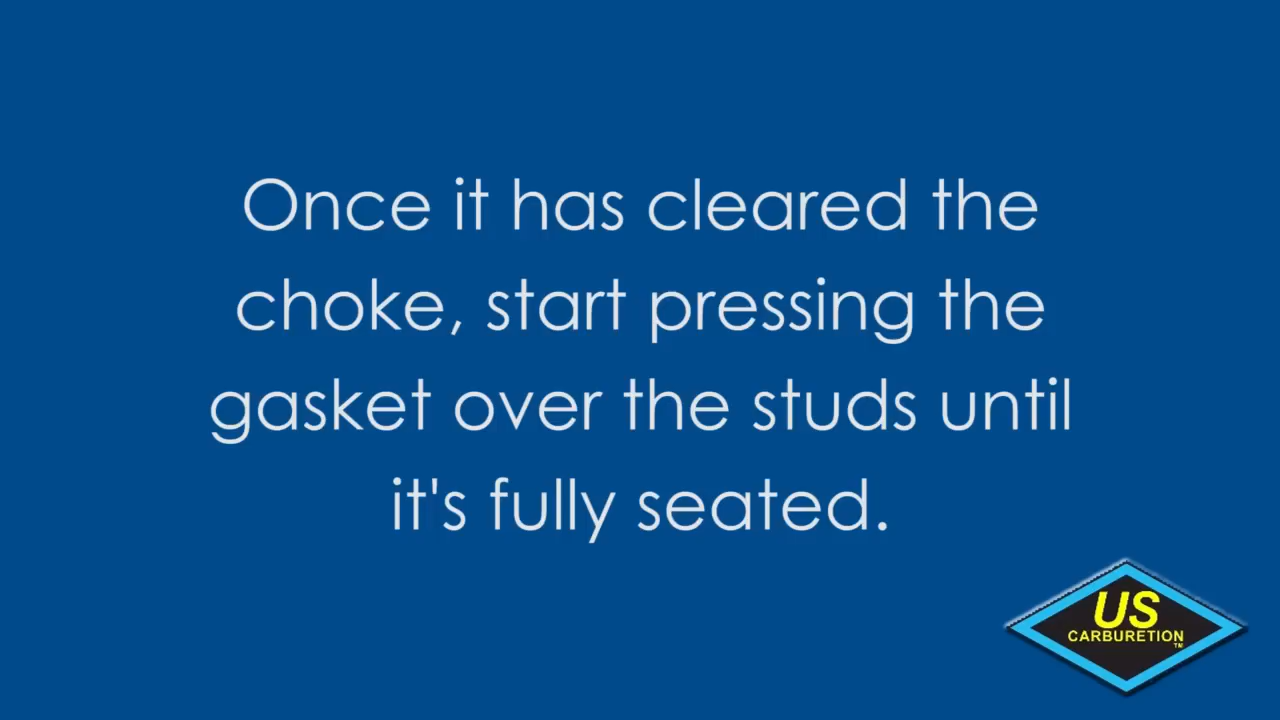 Once it has cleared the
choke, start pressing the
gasket over the studs until
it's fully seated.
US
CARBURETION
TM